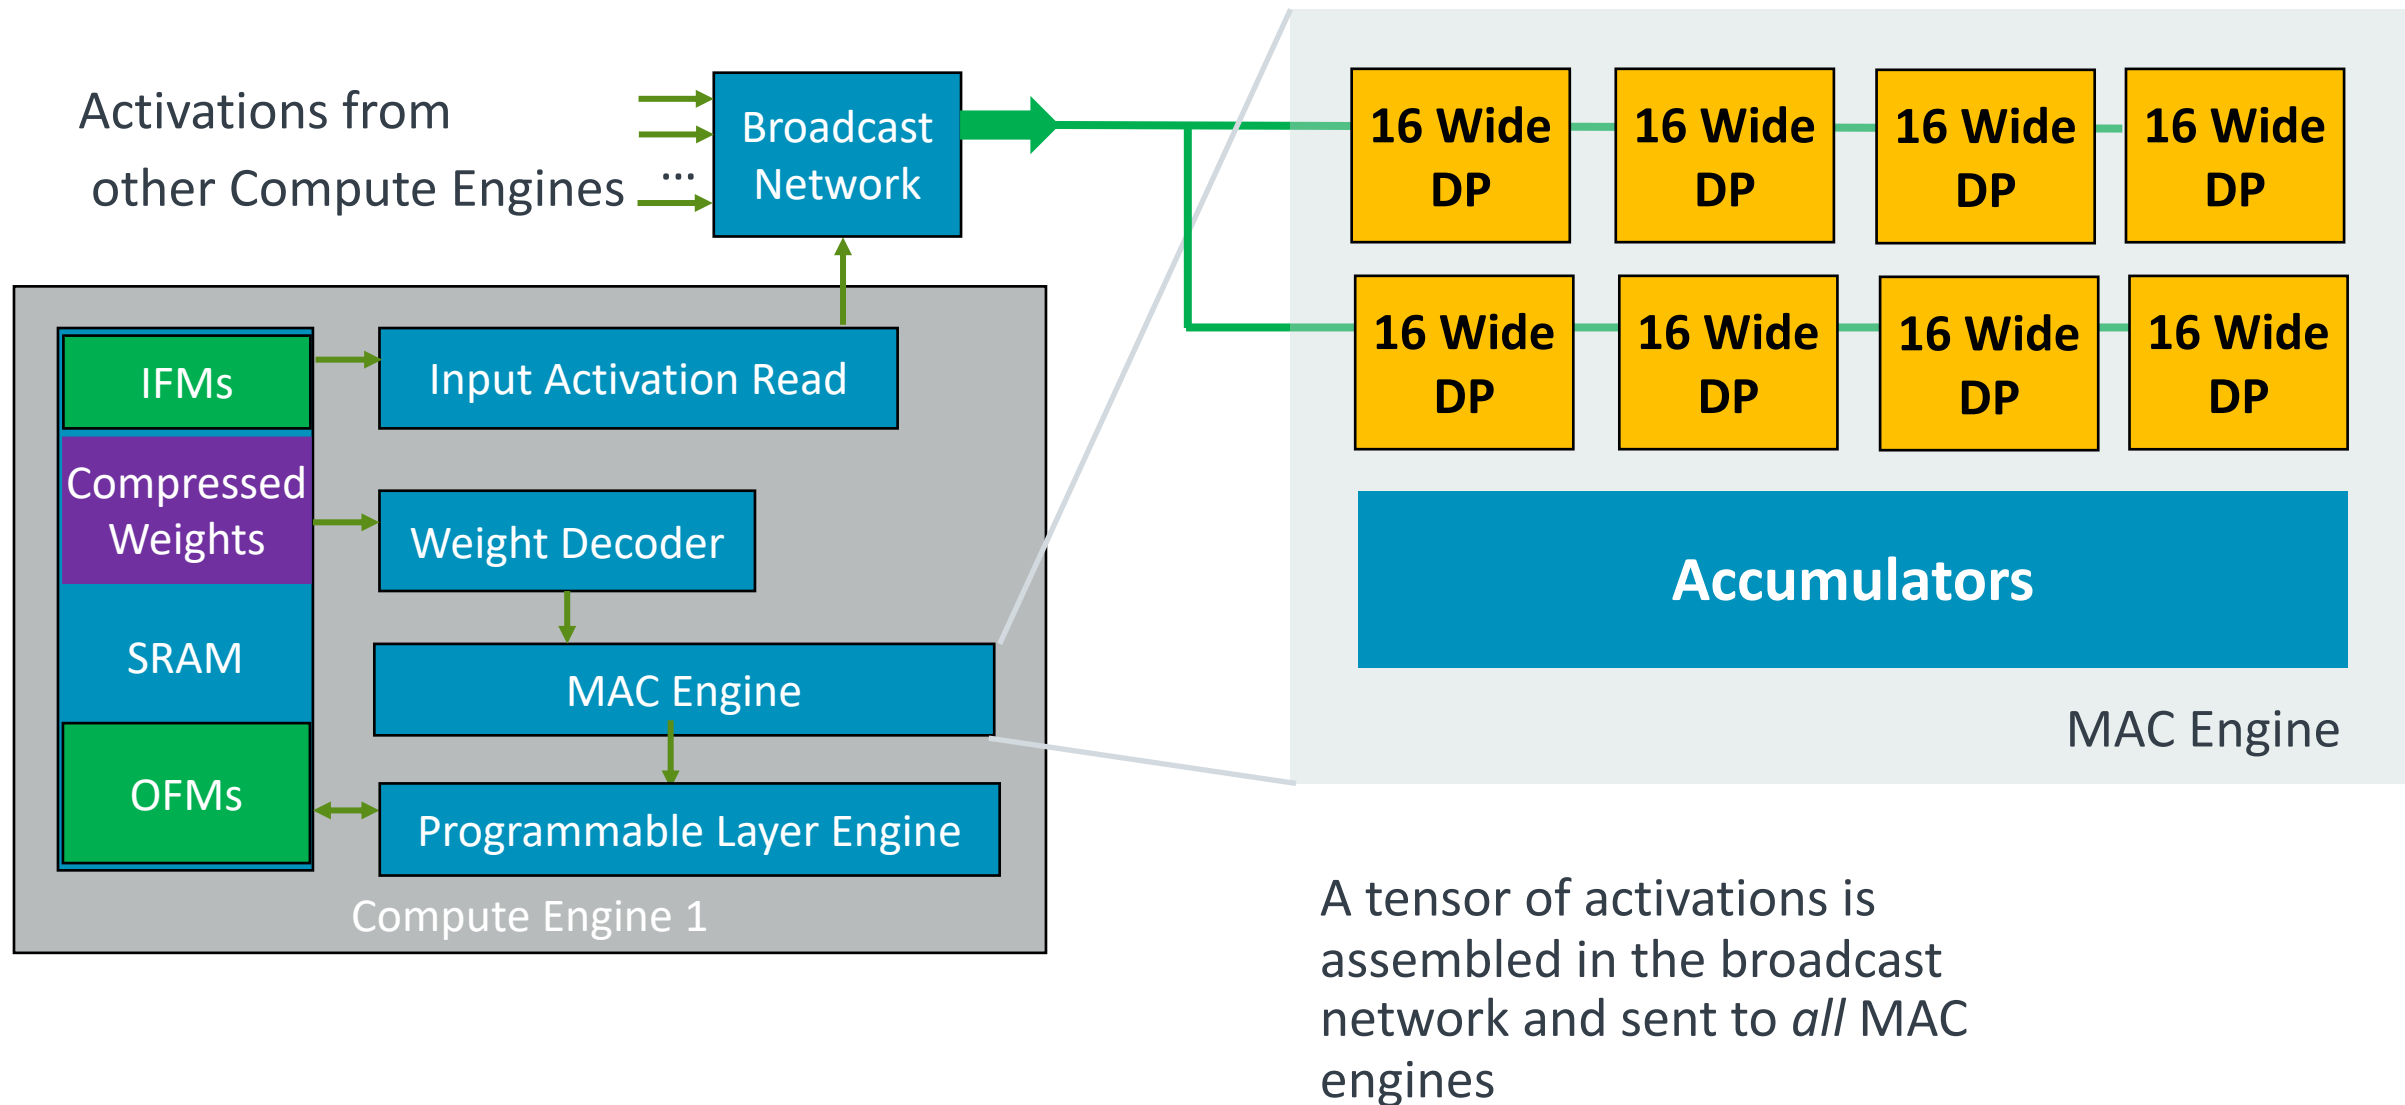 Activations from
other Compute Engines
...
Broadcast
Network
IFMs
Input Activation Read
Compressed
Weights
Weight Decoder
SRAM
MAC Engine
OFMs
Programmable Layer Engine
Compute Engine 1
16 Wide
DP
16 Wide
DP
16 Wide
DP
16 Wide
DP
16 Wide
DP
16 Wide
DP
16 Wide
DP
16 Wide
DP
Accumulators
MAC Engine
A tensor of activations is
assembled in the broadcast
network and sent to all MAC
engines